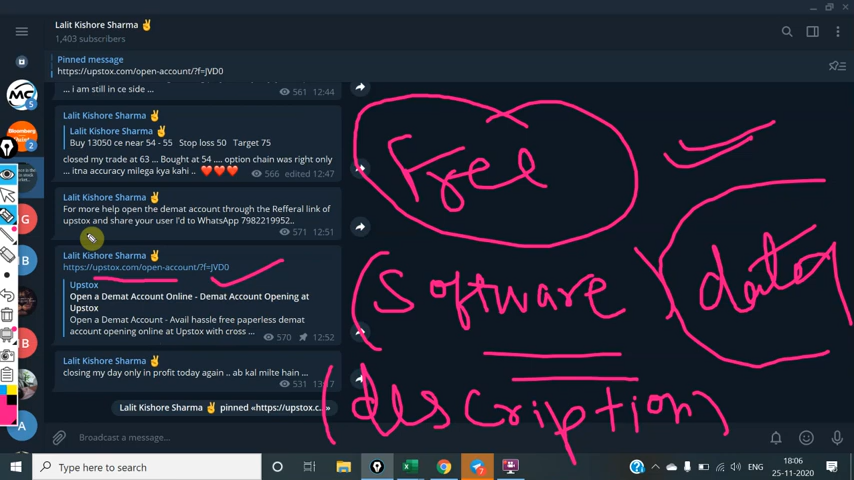 Lalit Kishore Sharma ✌
1,403 subscribers
Pinned message
https://upstox.com/open-account/?f=JVD0
... i am still in ce side ...
561 12:44
Lalit Kishore Sharma ✌
Lalit Kishore Sharma ✌
Buy 13050 ce near 54 - 55 Stop loss 50 Target 75
closed my trade at 63 ... Bought at 54 .... option chain was right only
... itna accuracy milega kya kahi .. ❤❤❤
566 edited 12:47
Lalit Kishore Sharma ✌
For more help open the demat account through the Refferal link of
upstox and share your user I'd to WhatsApp 7982219952..
571 12:51
Lalit Kishore Sharma ✌
https://upstox.com/open-account/?f=JVD0
Upstox
Open a Demat Account Online - Demat Account Opening at
Upstox
Open a Demat Account - Avail hassle free paperless demat
account opening online at Upstox with cross ...
570 12:52
Lalit Kishore Sharma ✌
closing my day only in profit today again .. ab kal milte hain ...
531
Lalit Kishore Sharma ✌ pinned «https://upstox.c... »
Broadcast a message...
Free
(Software)
data
(description)
MC
5
2
G
B
B
A
Type here to search
ENG
18:06
25-11-2020